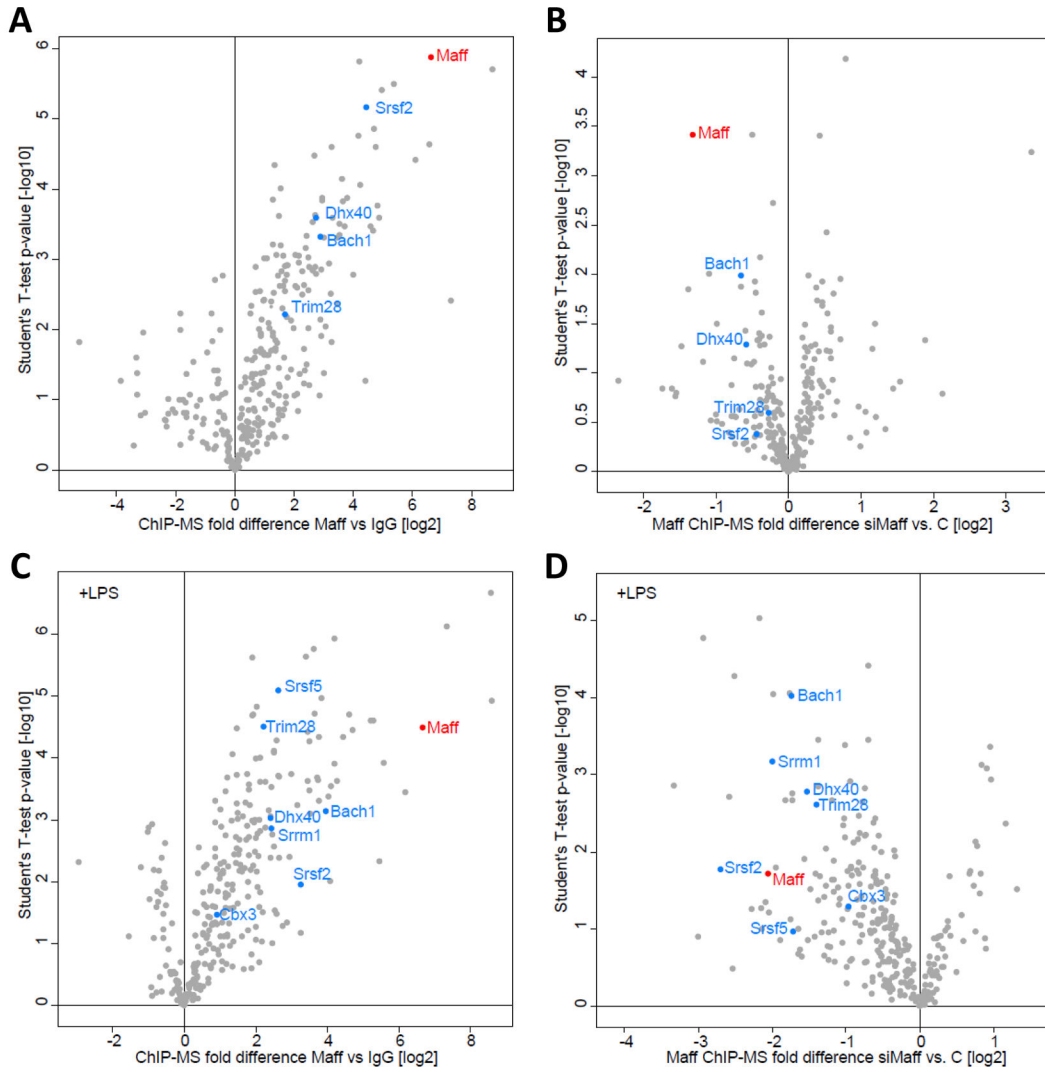 A
6
5
4
3
2
1
0
Maff
Srsf2
Dhx40
Bach1
Trim28
-4 -2 0 2 4 6 8
Student's T-test p-value [-log10]
ChIP-MS fold difference Maff vs IgG [log2]
B
4
3.5
3
2.5
2
1.5
1
0.5
0
Maff
Bach1
Dhx40
Trim28
Srsf2
-2 -1 0 1 2 3
Student's T-test p-value [-log10]
Maff ChIP-MS fold difference siMaff vs. C [log2]
C
+LPS
6
5
4
3
2
1
0
Srsf5
Trim28
Maff
Bach1
Dhx40
Srrm1
Srsf2
Cbx3
-2 0 2 4 6 8
Student's T-test p-value [-log10]
ChIP-MS fold difference Maff vs IgG [log2]
D
+LPS
5
4
3
2
1
0
Bach1
Srrm1
Dhx40
Trim28
Srsf2
Maff
Cbx3
Srsf5
-4 -3 -2 -1 0 1
Student's T-test p-value [-log10]
Maff ChIP-MS fold difference siMaff vs. C [log2]